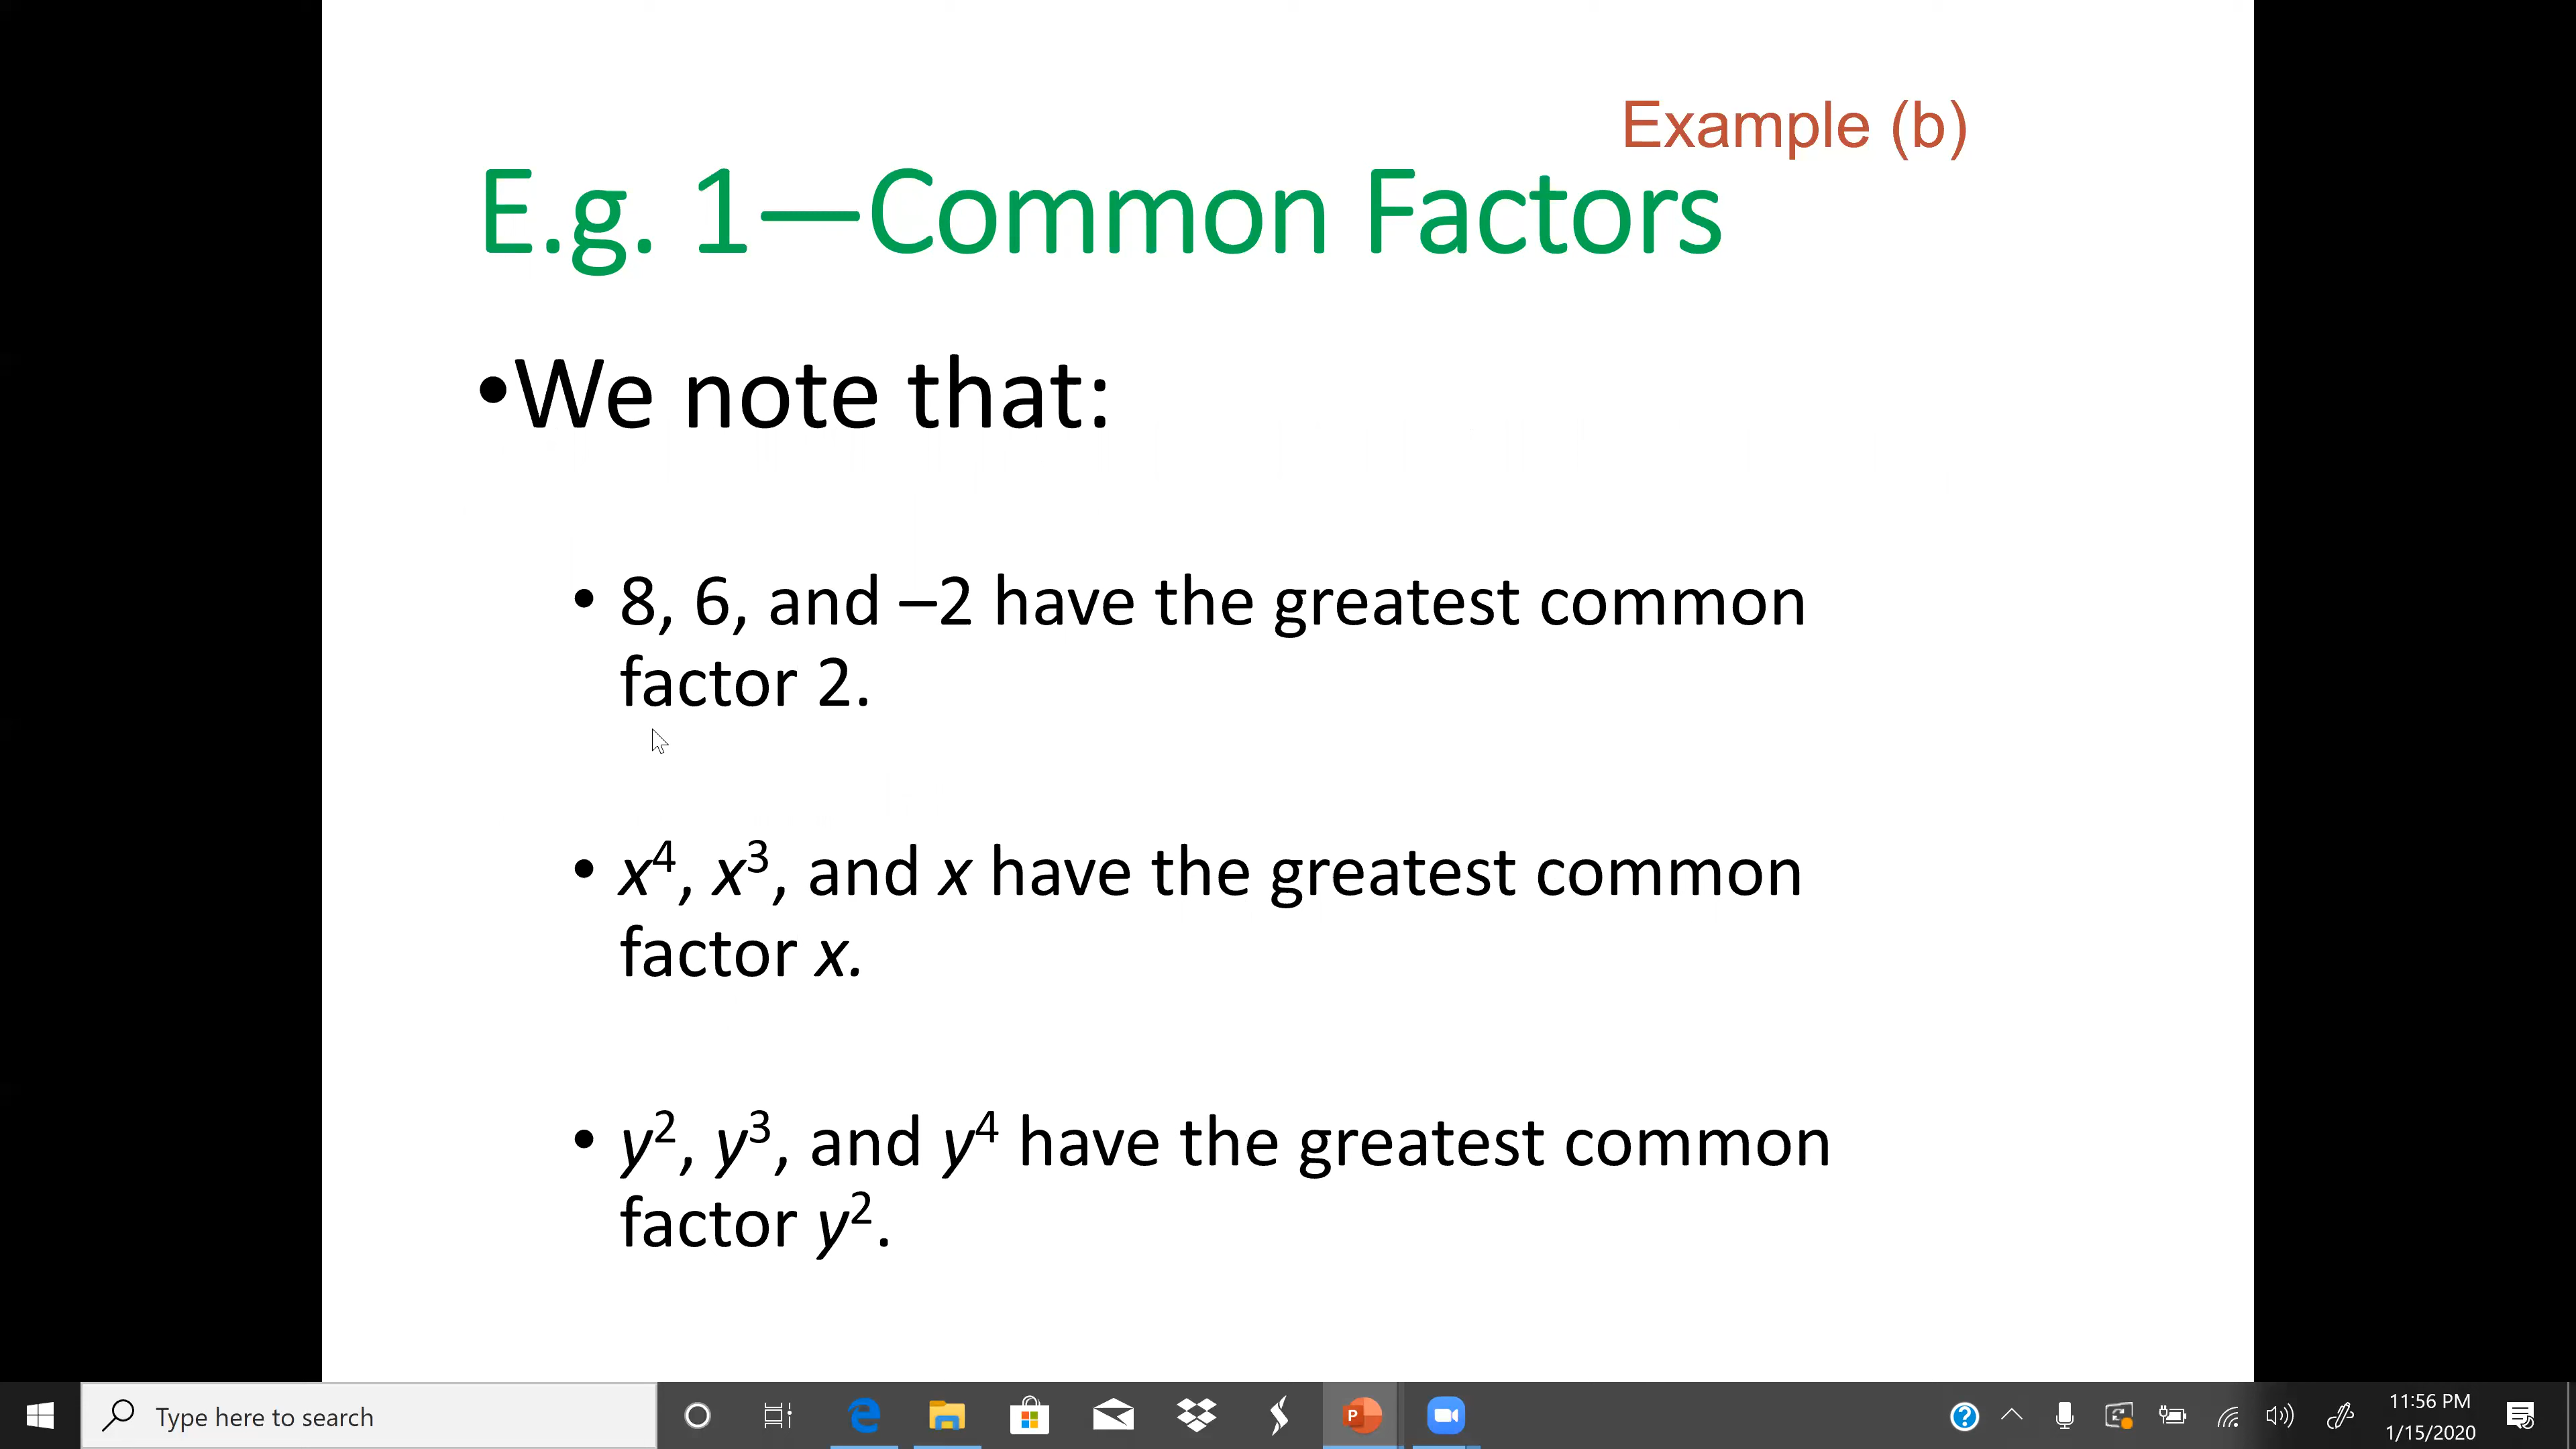 Example (b)
E.g. 1—Common Factors
•We note that:
• 8, 6, and –2 have the greatest common
factor 2.
• x⁴, x³, and x have the greatest common
factor x.
• y², y³, and y⁴ have the greatest common
factor y².
Type here to search
11:56 PM
1/15/2020